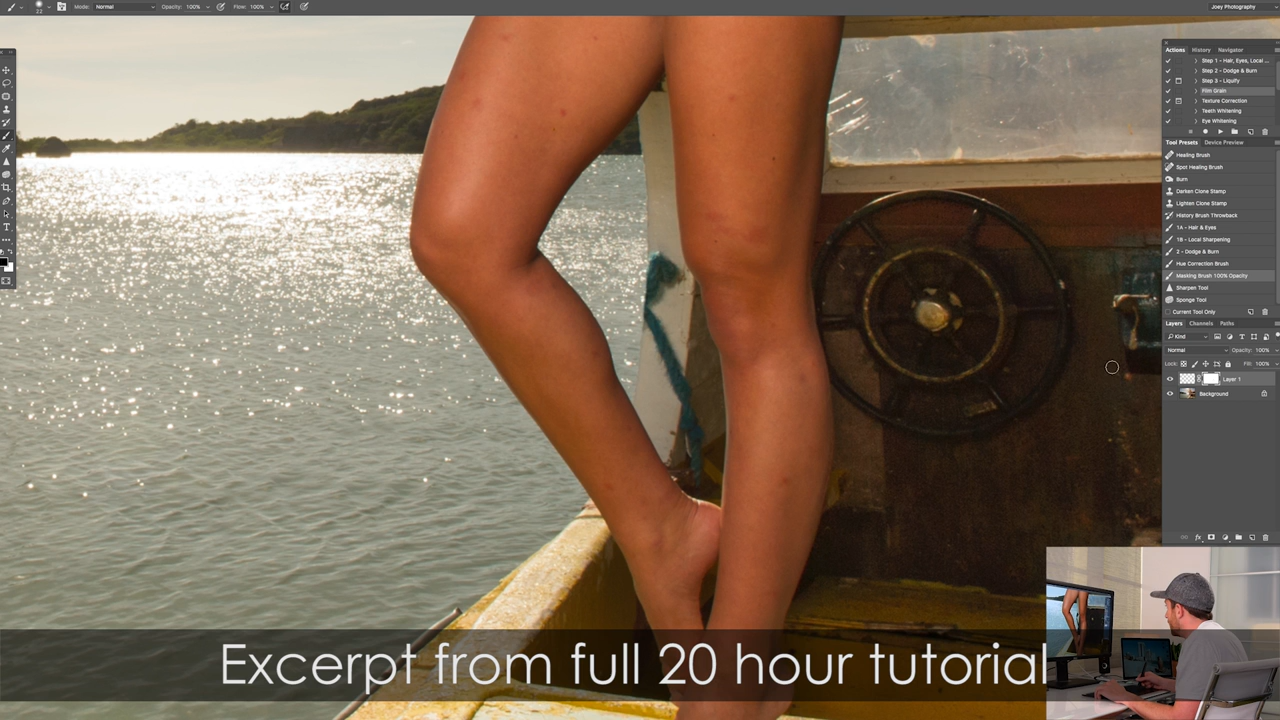 Mode: Normal Opacity: 100% Flow: 100% Joey Photography
22
Actions History Navigator
Step 1 - Hair, Eyes, Local ...
Step 2 - Dodge & Burn
Step 3 - Liquify
Film Grain
Texture Correction
Teeth Whitening
Eye Whitening
Tool Presets Device Preview
Healing Brush
Spot Healing Brush
Burn
Darken Clone Stamp
Lighten Clone Stamp
History Brush Throwback
1A - Hair & Eyes
1B - Local Sharpening
2 - Dodge & Burn
Hue Correction Brush
Masking Brush 100% Opacity
Sharpen Tool
Sponge Tool
Current Tool Only
Layers Channels Paths
Kind
Normal Opacity: 100%
Lock: Fill: 100%
Layer 1
Background
Excerpt from full 20 hour tutorial